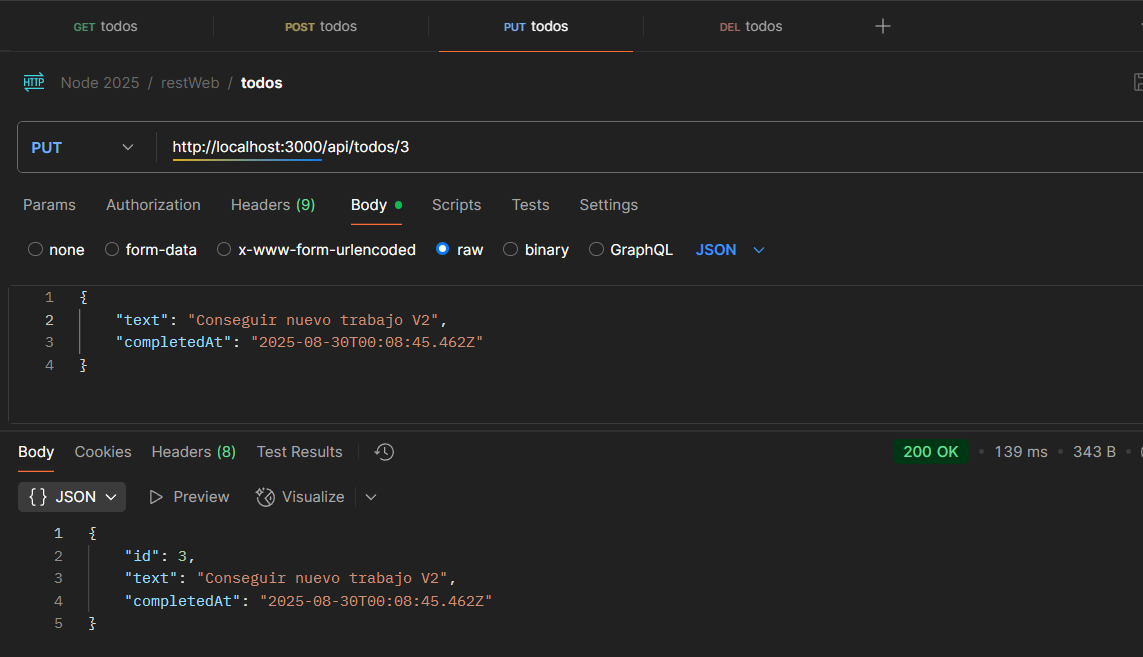 GET todos POST todos PUT todos DEL todos
HTTP Node 2025 / restWeb / todos
PUT http://localhost:3000/api/todos/3
Params Authorization Headers (9) Body Scripts Tests Settings
none form-data x-www-form-urlencoded raw binary GraphQL JSON
1 {
2 "text": "Conseguir nuevo trabajo V2",
3 "completedAt": "2025-08-30T00:08:45.462Z"
4 }
Body Cookies Headers (8) Test Results 200 OK • 139 ms • 343 B •
{} JSON Preview Visualize
1 {
2 "id": 3,
3 "text": "Conseguir nuevo trabajo V2",
4 "completedAt": "2025-08-30T00:08:45.462Z"
5 }